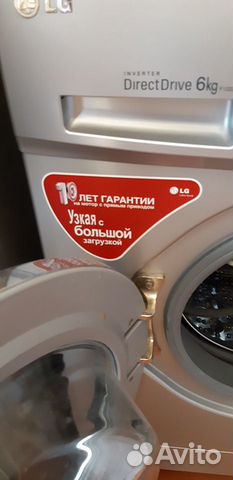 LG
INVERTER
DirectDrive 6kg
10 ЛЕТ ГАРАНТИИ
на мотор с прямым приводом
LG
Узкая с
большой
загрузкой
Avito